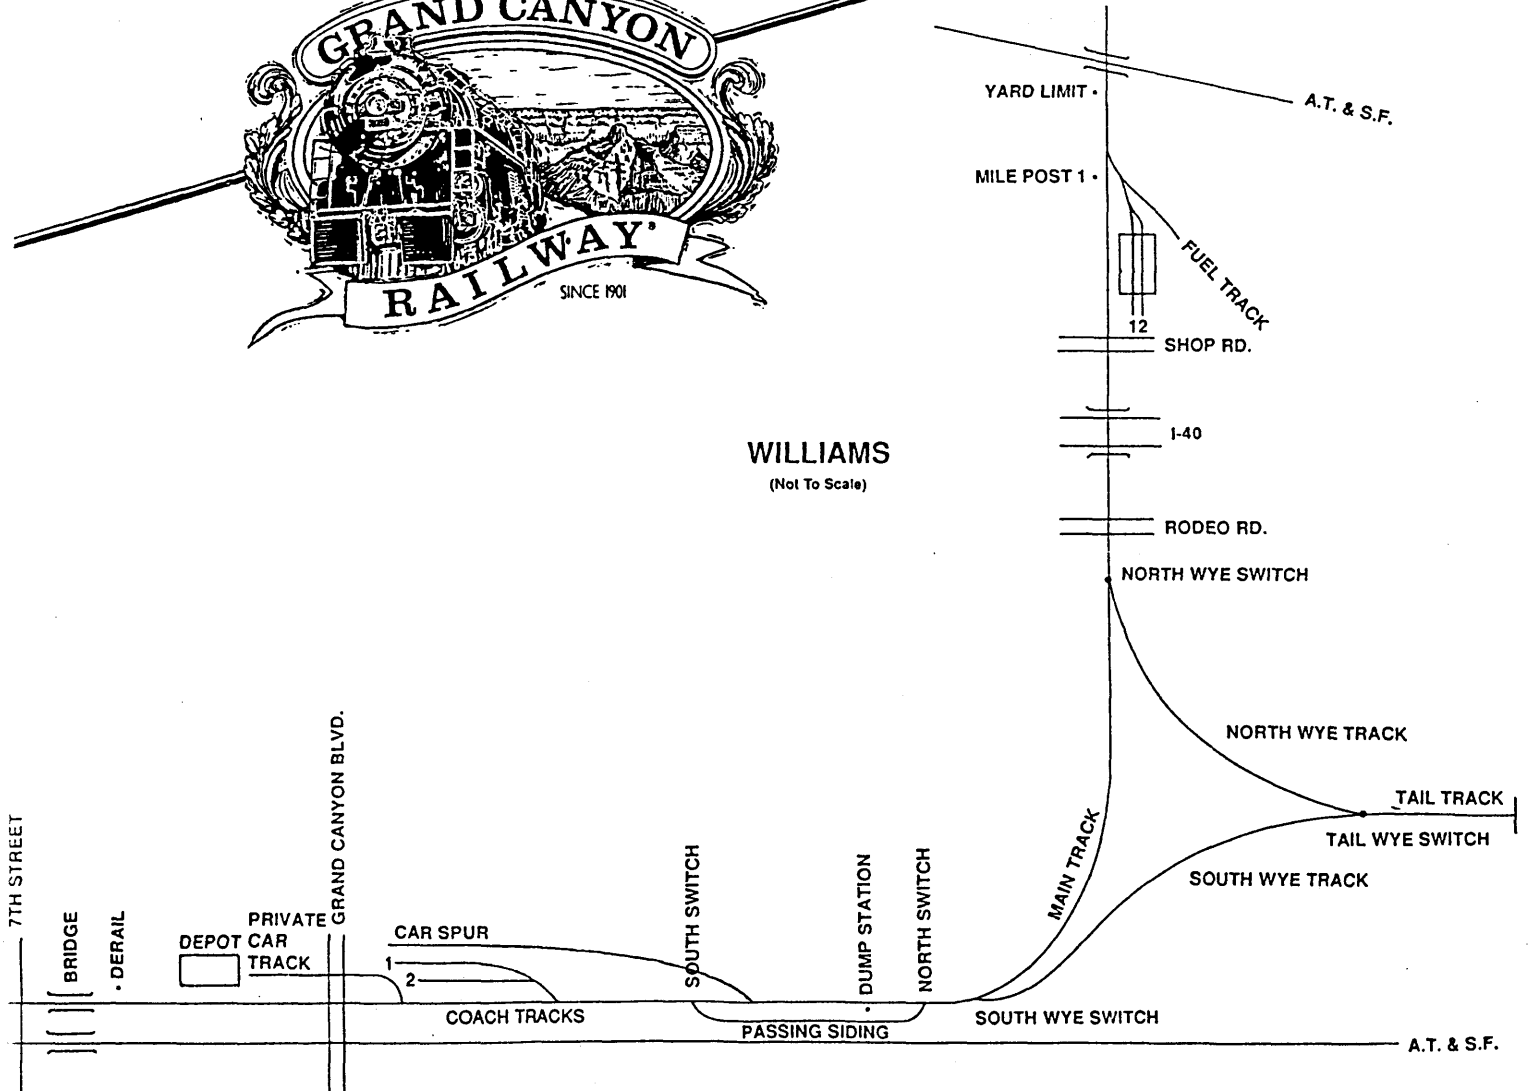 GRAND CANYON
RAILWAY
SINCE 1901
A.T. & S.F.
YARD LIMIT
MILE POST 1
FUEL TRACK
12
SHOP RD.
I-40
WILLIAMS
(Not To Scale)
RODEO RD.
NORTH WYE SWITCH
NORTH WYE TRACK
TAIL TRACK
TAIL WYE SWITCH
SOUTH WYE TRACK
MAIN TRACK
7TH STREET
BRIDGE
DERAIL
DEPOT
PRIVATE
CAR
TRACK
GRAND CANYON BLVD.
CAR SPUR
1
2
COACH TRACKS
SOUTH SWITCH
DUMP STATION
NORTH SWITCH
PASSING SIDING
SOUTH WYE SWITCH
A.T. & S.F.